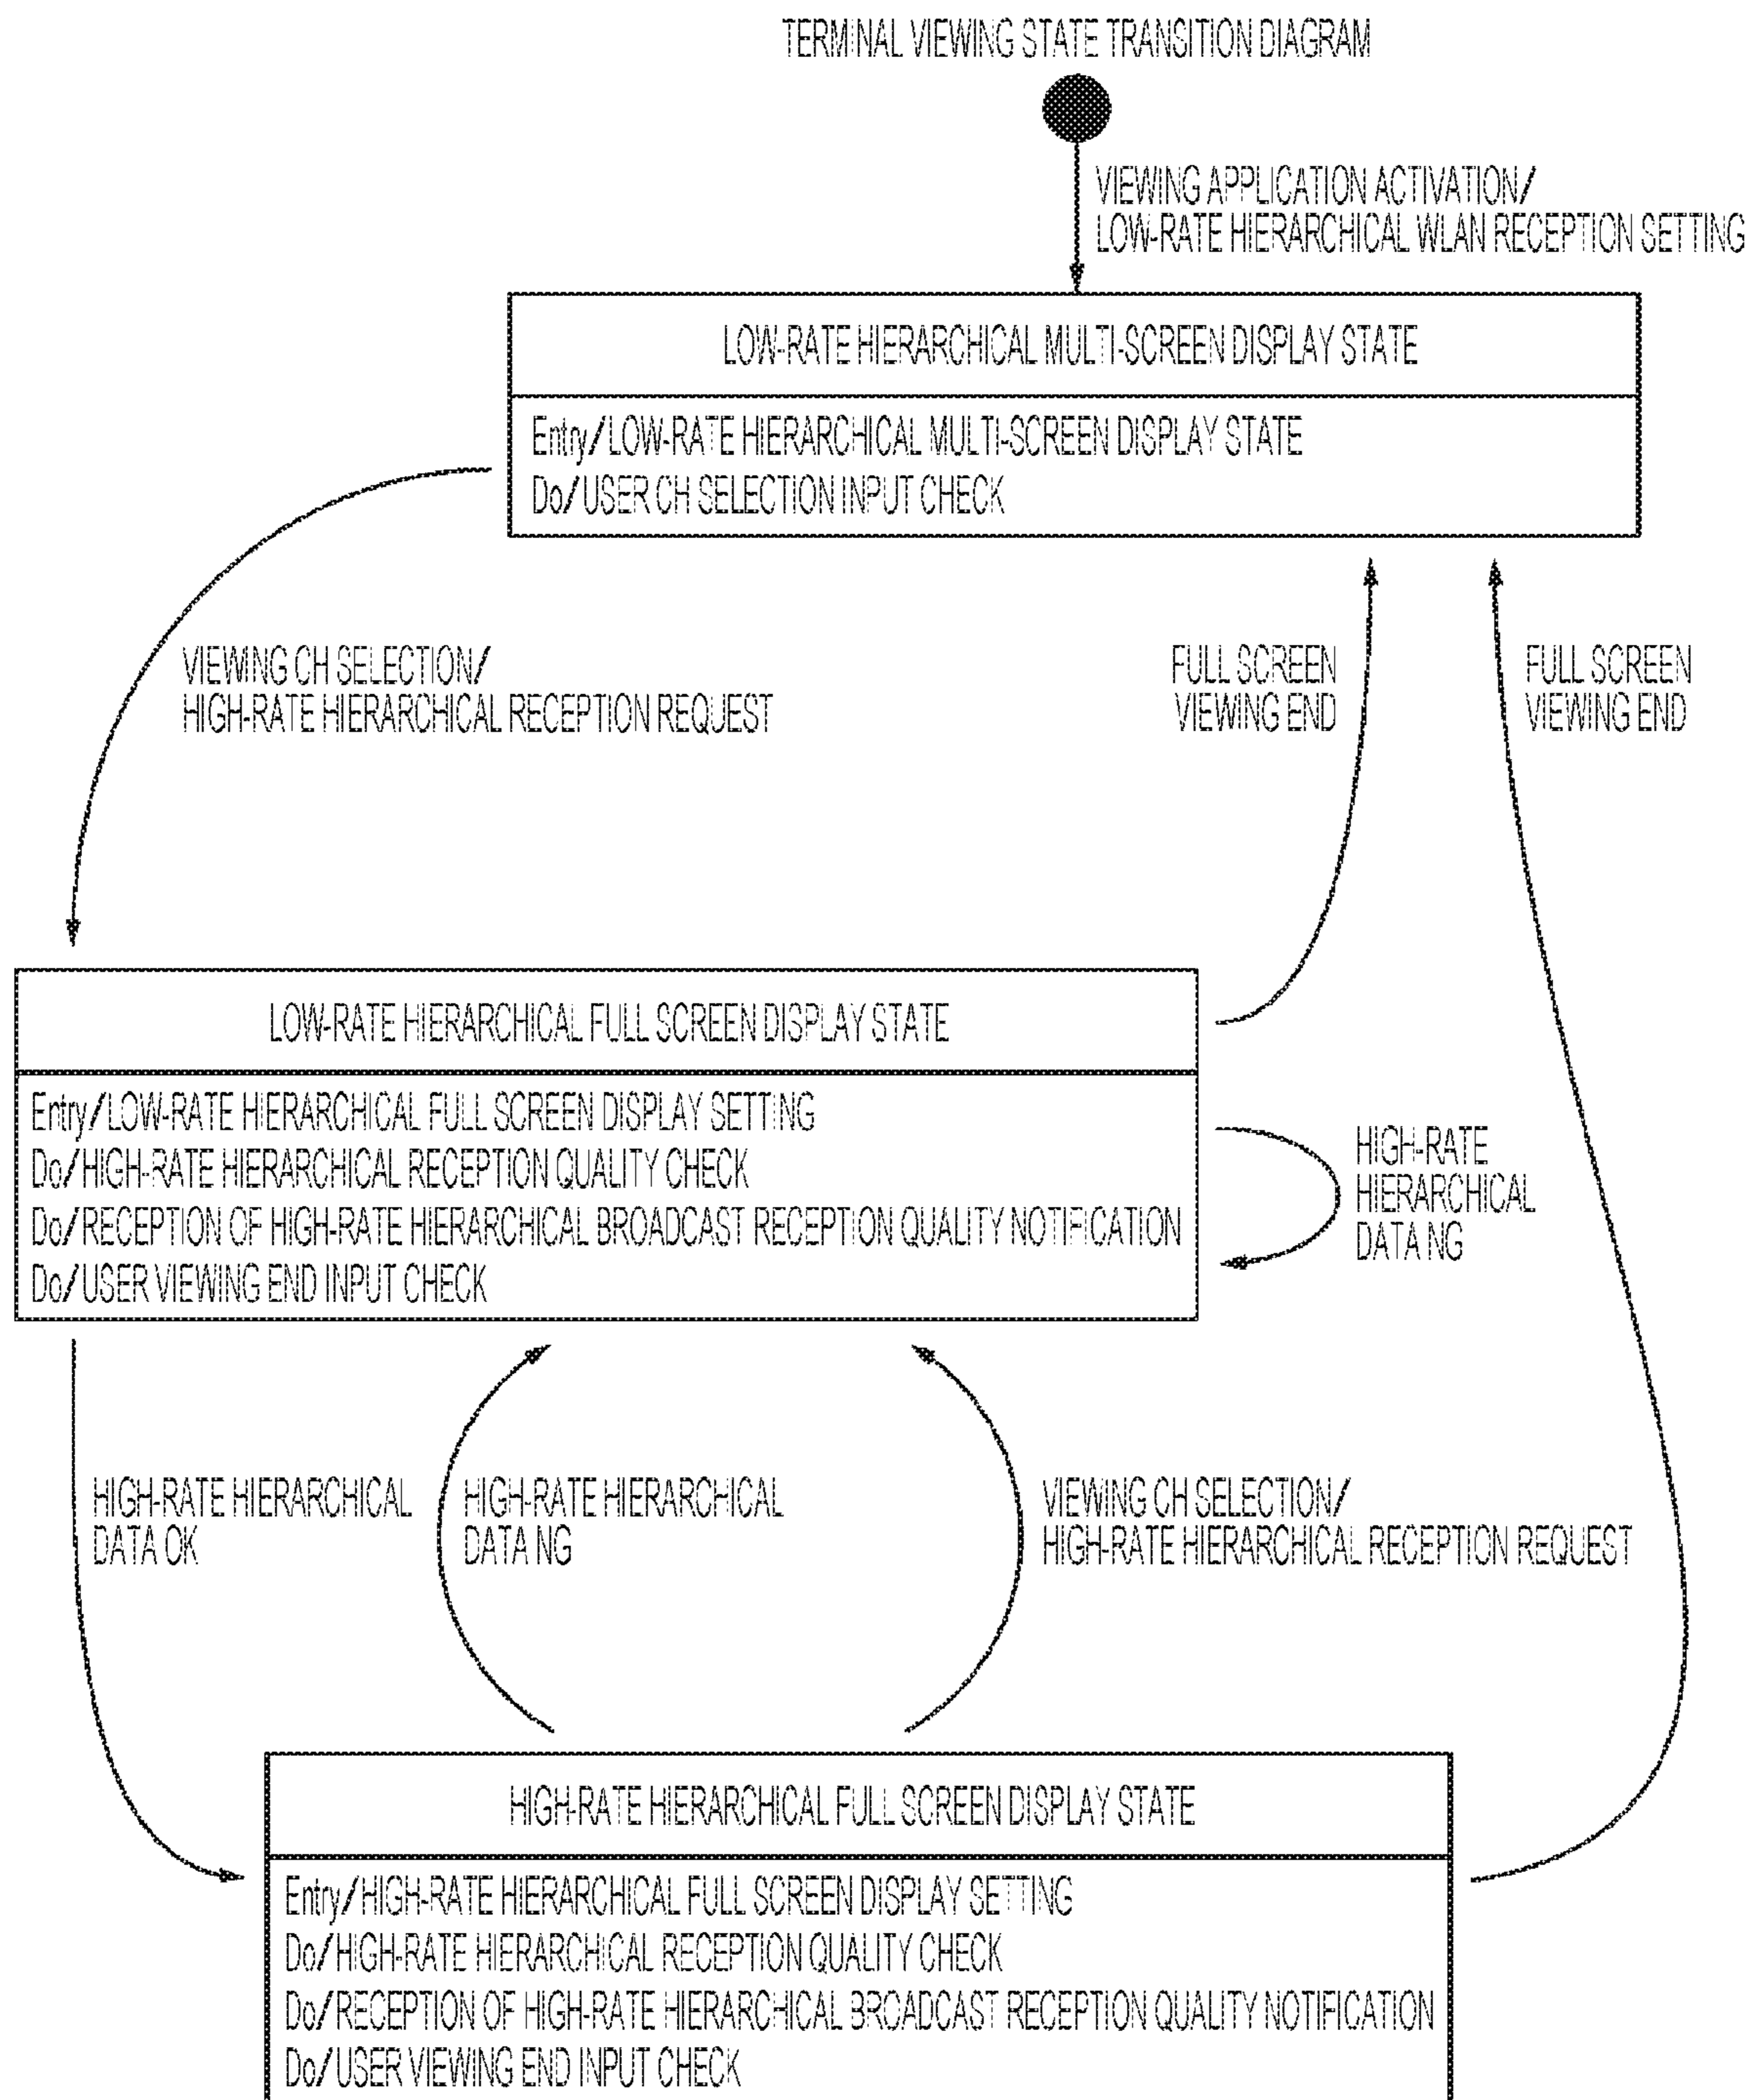 TERMINAL VIEWING STATE TRANSITION DIAGRAM
VIEWING APPLICATION ACTIVATION/
LOW-RATE HIERARCHICAL WLAN RECEPTION SETTING
LOW-RATE HIERARCHICAL MULTI-SCREEN DISPLAY STATE
Entry/LOW-RATE HIERARCHICAL MULTI-SCREEN DISPLAY STATE
Do/USER CH SELECTION INPUT CHECK
VIEWING CH SELECTION/
HIGH-RATE HIERARCHICAL RECEPTION REQUEST
FULL SCREEN
VIEWING END
FULL SCREEN
VIEWING END
LOW-RATE HIERARCHICAL FULL SCREEN DISPLAY STATE
Entry/LOW-RATE HIERARCHICAL FULL SCREEN DISPLAY SETTING
Do/HIGH-RATE HIERARCHICAL RECEPTION QUALITY CHECK
Do/RECEPTION OF HIGH-RATE HIERARCHICAL BROADCAST RECEPTION QUALITY NOTIFICATION
Do/USER VIEWING END INPUT CHECK
HIGH-RATE
HIERARCHICAL
DATA NG
HIGH-RATE HIERARCHICAL
DATA OK
HIGH-RATE HIERARCHICAL
DATA NG
VIEWING CH SELECTION/
HIGH-RATE HIERARCHICAL RECEPTION REQUEST
HIGH-RATE HIERARCHICAL FULL SCREEN DISPLAY STATE
Entry/HIGH-RATE HIERARCHICAL FULL SCREEN DISPLAY SETTING
Do/HIGH-RATE HIERARCHICAL RECEPTION QUALITY CHECK
Do/RECEPTION OF HIGH-RATE HIERARCHICAL BROADCAST RECEPTION QUALITY NOTIFICATION
Do/USER VIEWING END INPUT CHECK